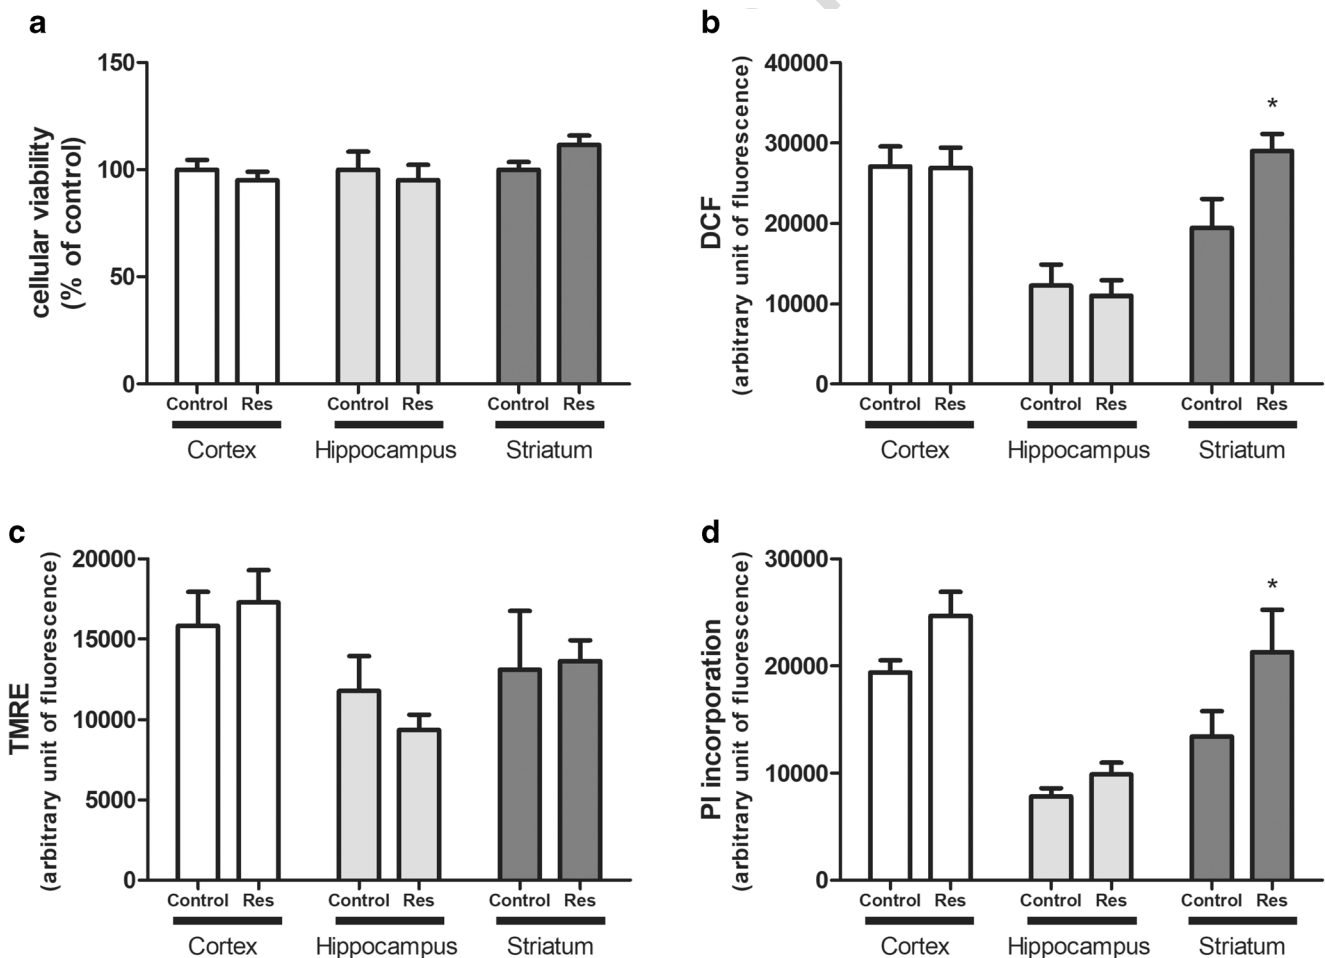 a
cellular viability
(% of control)
150
100
50
0
Control Res Control Res Control Res
Cortex Hippocampus Striatum
b
DCF
(arbitrary unit of fluorescence)
40000
30000
20000
10000
0
*
Control Res Control Res Control Res
Cortex Hippocampus Striatum
c
TMRE
(arbitrary unit of fluorescence)
20000
15000
10000
5000
0
Control Res Control Res Control Res
Cortex Hippocampus Striatum
d
PI incorporation
(arbitrary unit of fluorescence)
30000
20000
10000
0
*
Control Res Control Res Control Res
Cortex Hippocampus Striatum